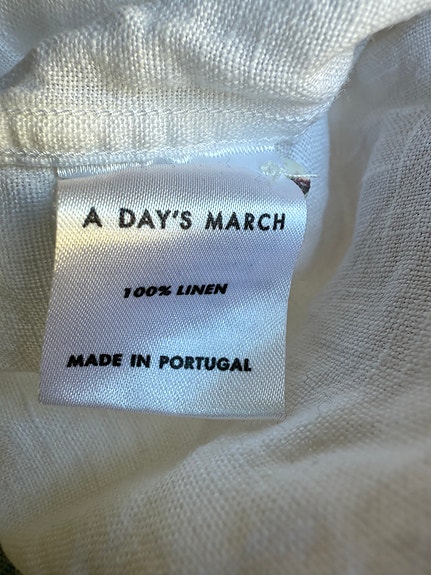 A DAY'S MARCH
100% LINEN
MADE IN PORTUGAL